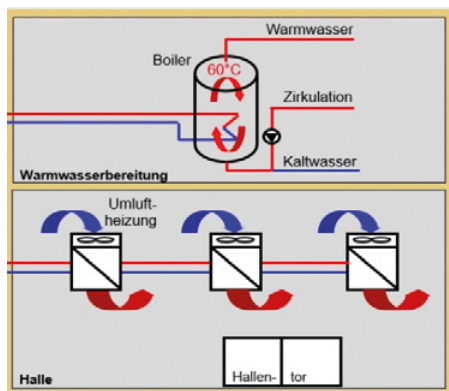 Warmwasser
Boiler
60°C
Zirkulation
Kaltwasser
Warmwasserbereitung
Umluft-
heizung
Hallen- tor
Halle